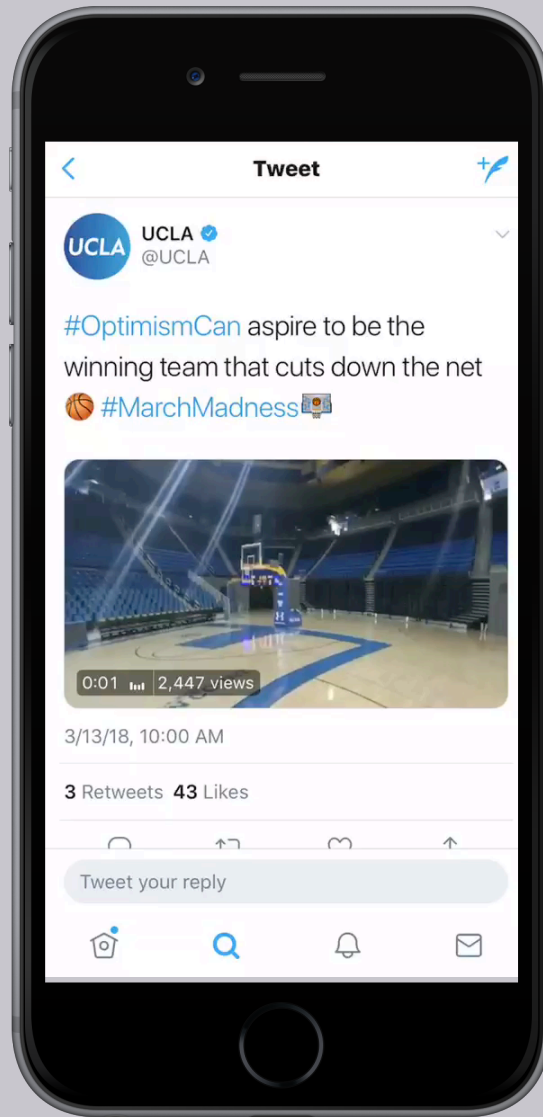 Tweet
UCLA
UCLA
@UCLA
#OptimismCan aspire to be the
winning team that cuts down the net
#MarchMadness
0:01 2,447 views
3/13/18, 10:00 AM
3 Retweets 43 Likes
Tweet your reply